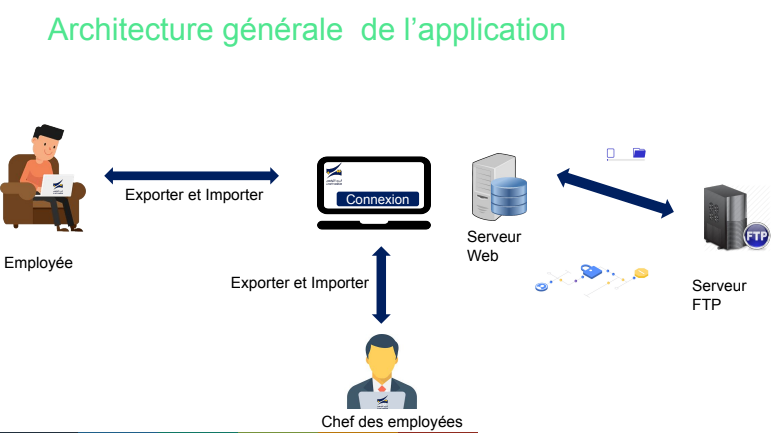 Architecture générale de l’application
Exporter et Importer
Connexion
Employée
Serveur
Web
FTP
Serveur
FTP
Exporter et Importer
Chef des employées